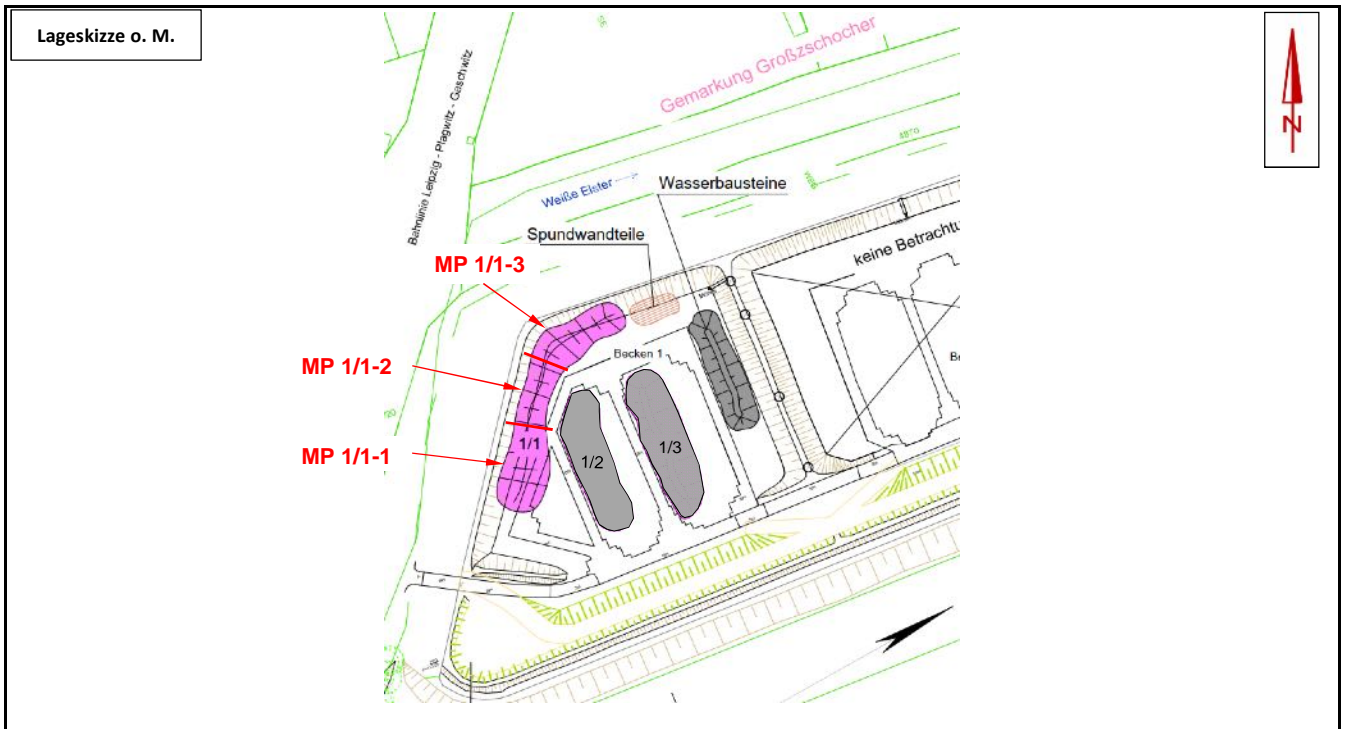 Lageskizze o. M.
N
Gemarkung Großzschocher
Bahnlinie Leipzig - Plagwitz - Gaschwitz
Weiße Elster
Wasserbausteine
Spundwandteile
keine Betrachtu
MP 1/1-3
Becken 1
MP 1/1-2
1/1
1/2
1/3
MP 1/1-1